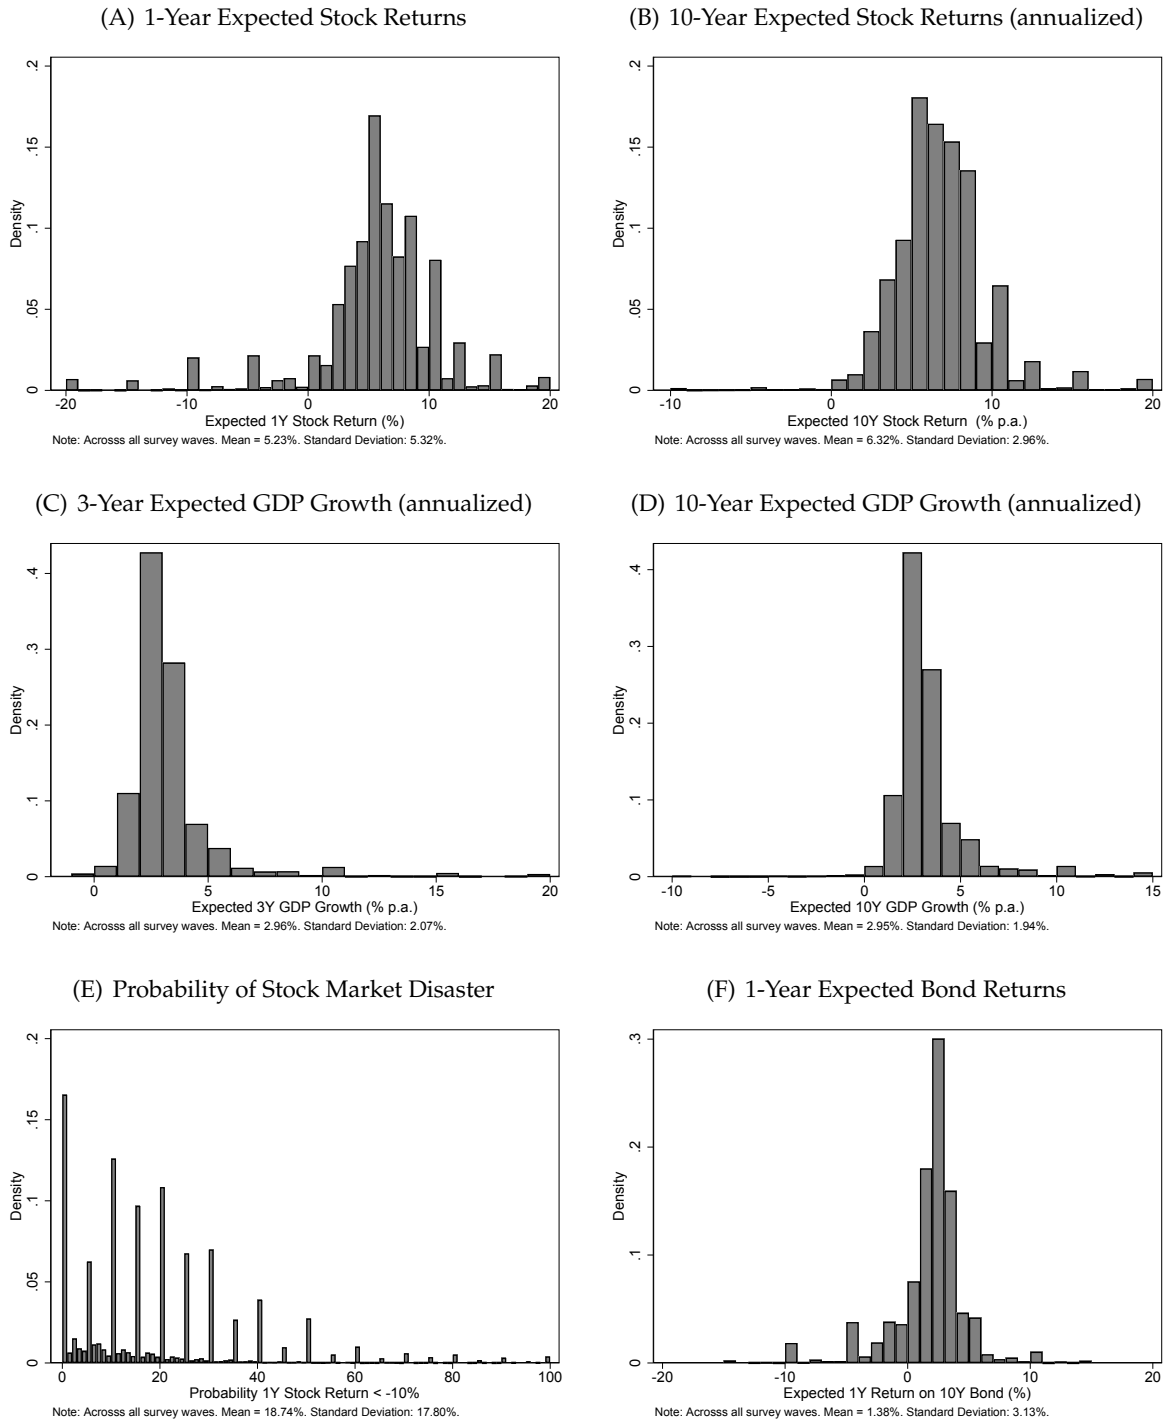 (A) 1-Year Expected Stock Returns
.2
.15
.1
.05
0
Density
-20
-10
0
10
20
Expected 1Y Stock Return (%)
Note: Acrosss all survey waves. Mean = 5.23%. Standard Deviation: 5.32%.
(B) 10-Year Expected Stock Returns (annualized)
.2
.15
.1
.05
0
Density
-10
0
10
20
Expected 10Y Stock Return (% p.a.)
Note: Acrosss all survey waves. Mean = 6.32%. Standard Deviation: 2.96%.
(C) 3-Year Expected GDP Growth (annualized)
.4
.3
.2
.1
0
Density
0
5
10
15
20
Expected 3Y GDP Growth (% p.a.)
Note: Acrosss all survey waves. Mean = 2.96%. Standard Deviation: 2.07%.
(D) 10-Year Expected GDP Growth (annualized)
.4
.3
.2
.1
0
Density
-10
-5
0
5
10
15
Expected 10Y GDP Growth (% p.a.)
Note: Acrosss all survey waves. Mean = 2.95%. Standard Deviation: 1.94%.
(E) Probability of Stock Market Disaster
.2
.15
.1
.05
0
Density
0
20
40
60
80
100
Probability 1Y Stock Return < -10%
Note: Acrosss all survey waves. Mean = 18.74%. Standard Deviation: 17.80%.
(F) 1-Year Expected Bond Returns
.3
.2
.1
0
Density
-20
-10
0
10
20
Expected 1Y Return on 10Y Bond (%)
Note: Acrosss all survey waves. Mean = 1.38%. Standard Deviation: 3.13%.